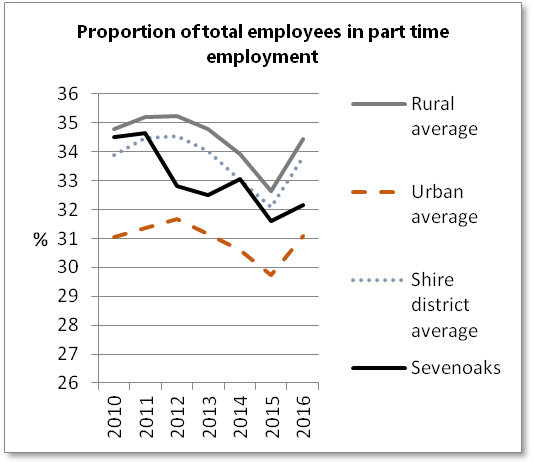 Proportion of total employees in part time
employment
36
35
34
33
32
31
30
29
28
27
26
%
2010
2011
2012
2013
2014
2015
2016
Rural
average
Urban
average
Shire
district
average
Sevenoaks